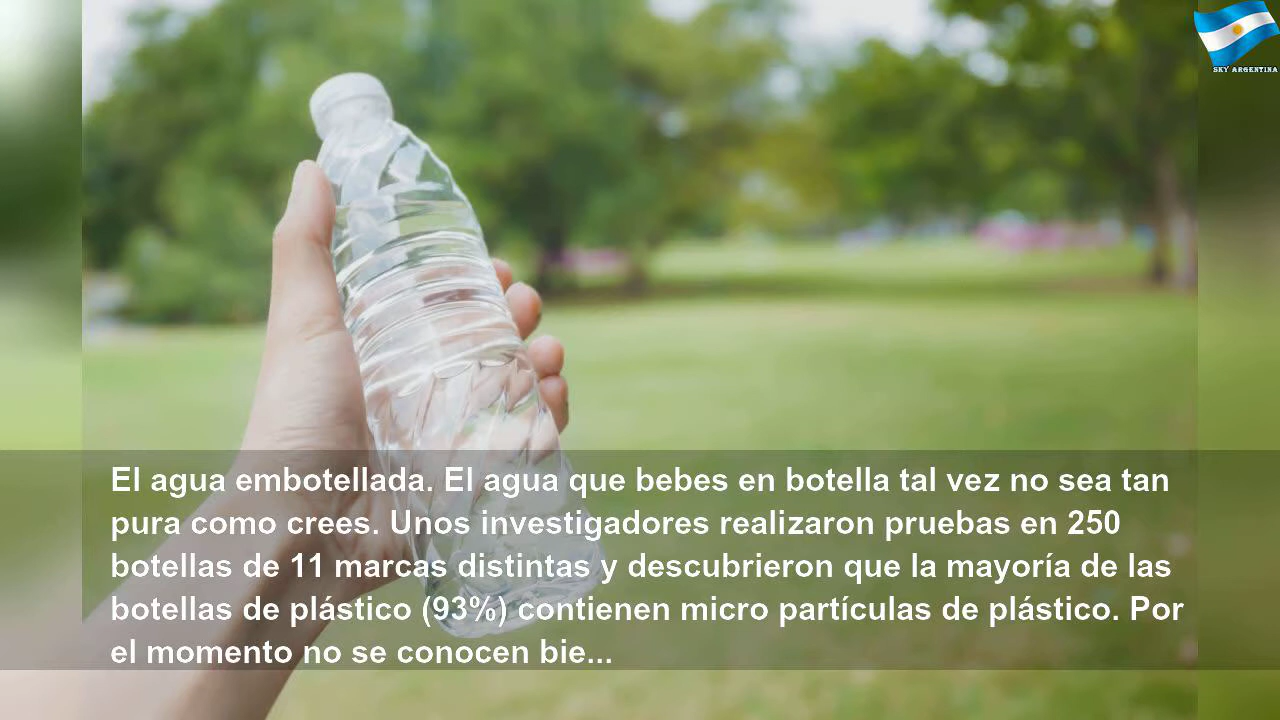 SKY ARGENTINA
El agua embotellada. El agua que bebes en botella tal vez no sea tan
pura como crees. Unos investigadores realizaron pruebas en 250
botellas de 11 marcas distintas y descubrieron que la mayoría de las
botellas de plástico (93%) contienen micro partículas de plástico. Por
el momento no se conocen bie...